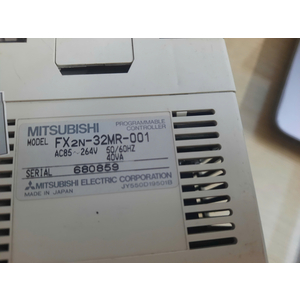 MITSUBISHI
PROGRAMMABLE
CONTROLLER
MODEL FX2N-32MR-001
AC85~264V 50/60HZ
40VA
SERIAL 680859
MITSUBISHI ELECTRIC CORPORATION
MADE IN JAPAN JY990D19501B